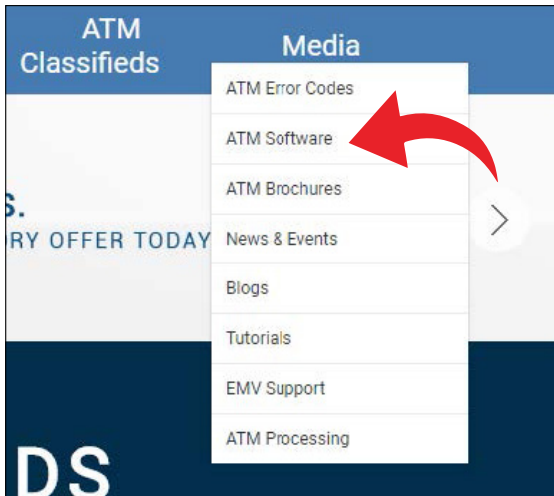 ATM
Classifieds
Media
ATM Error Codes
ATM Software
ATM Brochures
S.
RY OFFER TODAY
News & Events
Blogs
Tutorials
EMV Support
ATM Processing
DS